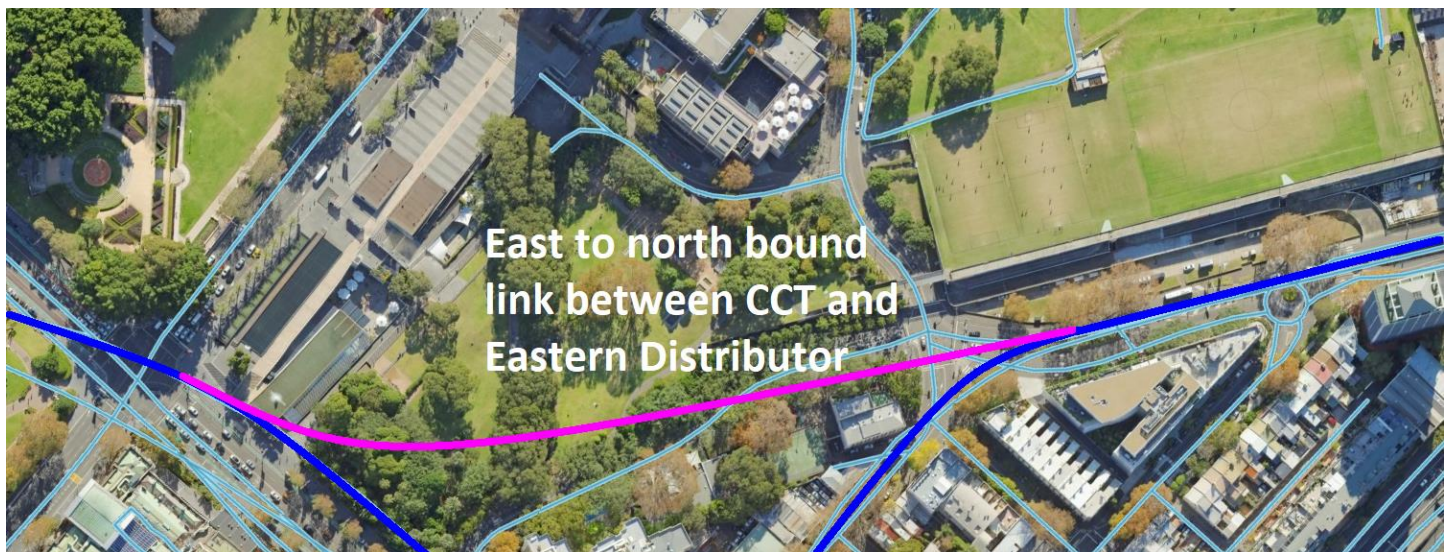 East to north bound
link between CCT and
Eastern Distributor